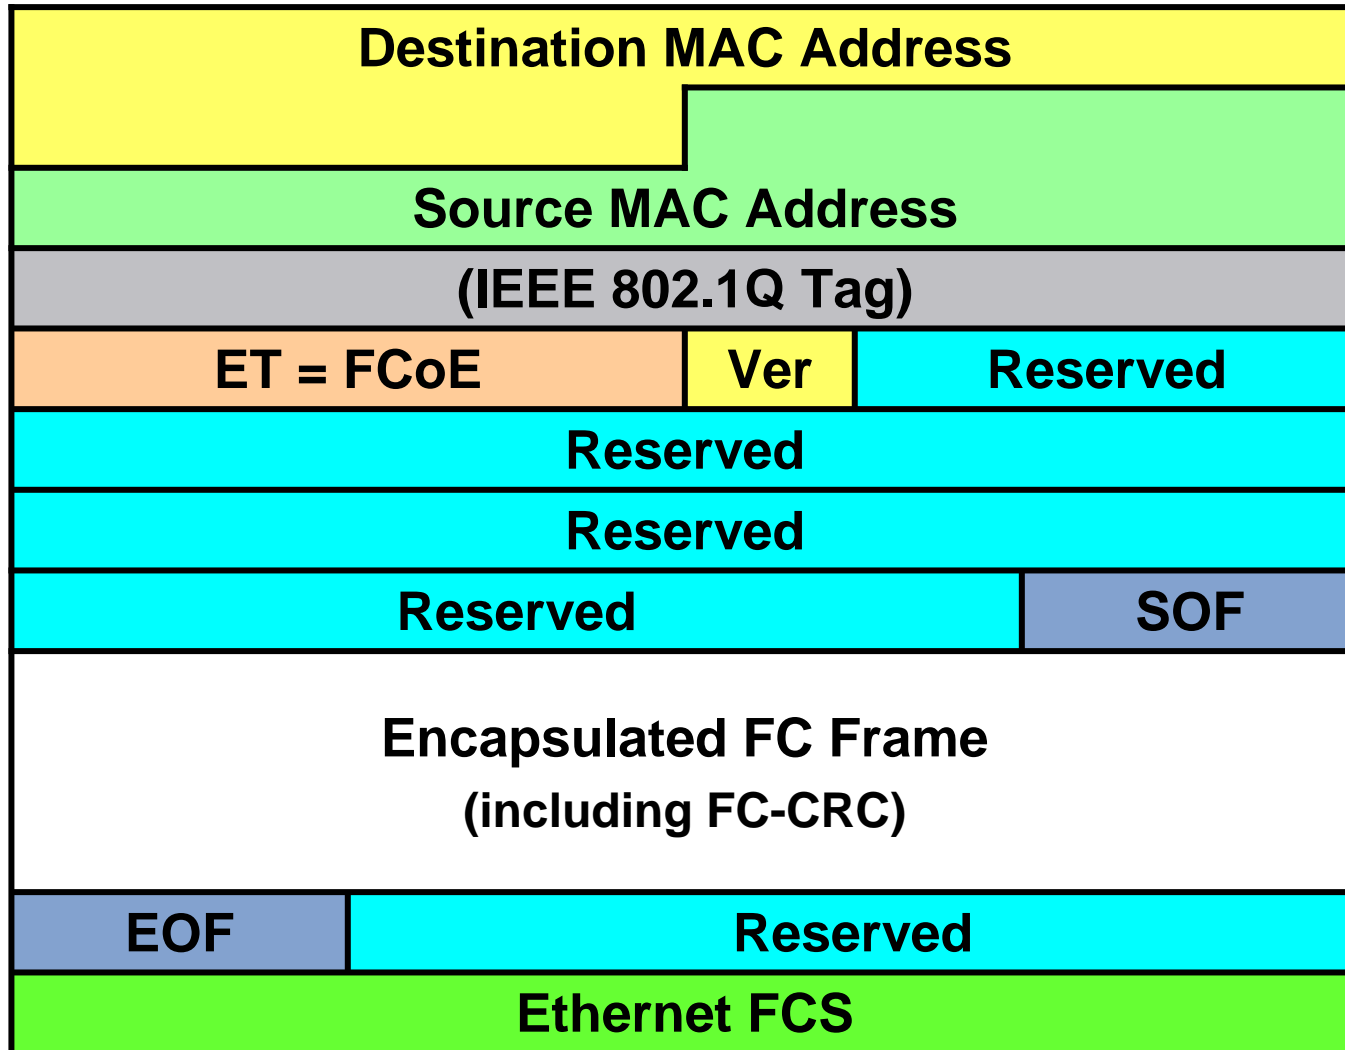 Destination MAC Address
Source MAC Address
(IEEE 802.1Q Tag)
ET = FCoE Ver Reserved
Reserved
Reserved
Reserved SOF
Encapsulated FC Frame
(including FC-CRC)
EOF Reserved
Ethernet FCS